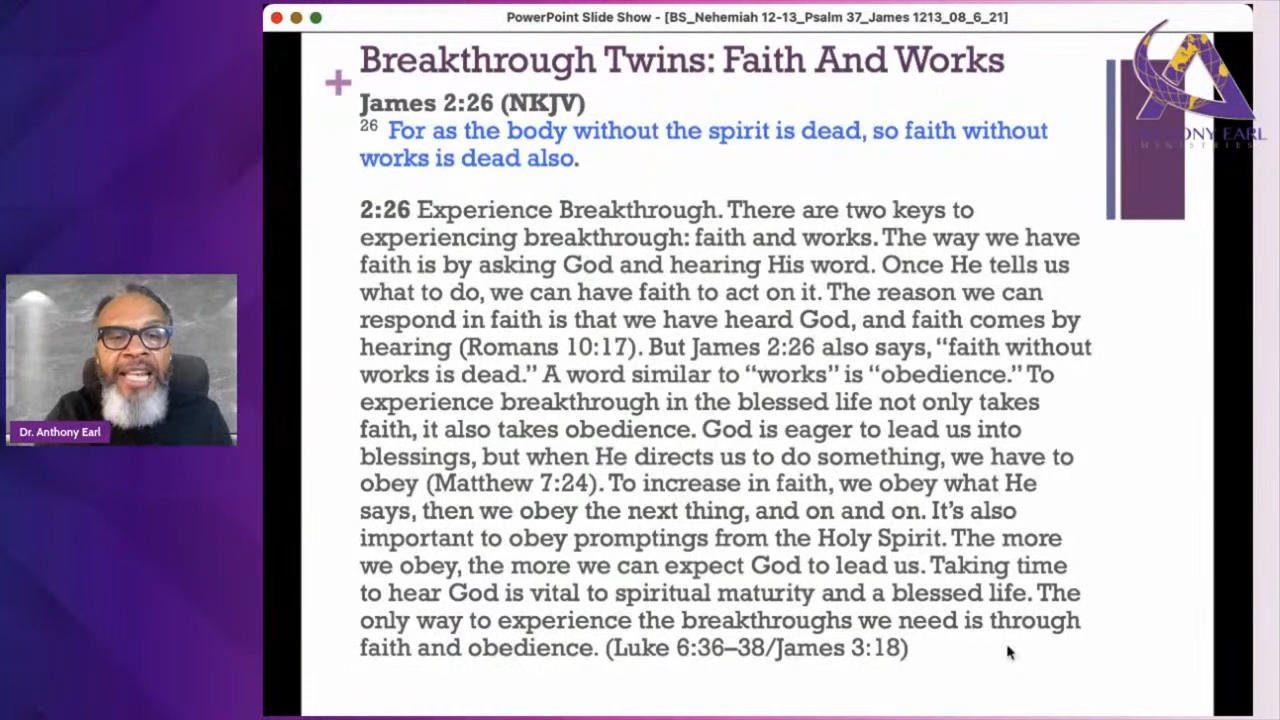 PowerPoint Slide Show - [BS_Nehemiah 12-13_Psalm 37_James 1213_08_6_21]
Breakthrough Twins: Faith And Works
+
James 2:26 (NKJV)
26 For as the body without the spirit is dead, so faith without
works is dead also.
2:26 Experience Breakthrough. There are two keys to
experiencing breakthrough: faith and works. The way we have
faith is by asking God and hearing His word. Once He tells us
what to do, we can have faith to act on it. The reason we can
respond in faith is that we have heard God, and faith comes by
hearing (Romans 10:17). But James 2:26 also says, “faith without
works is dead.” A word similar to “works” is “obedience.” To
experience breakthrough in the blessed life not only takes
faith, it also takes obedience. God is eager to lead us into
blessings, but when He directs us to do something, we have to
obey (Matthew 7:24). To increase in faith, we obey what He
says, then we obey the next thing, and on and on. It’s also
important to obey promptings from the Holy Spirit. The more
we obey, the more we can expect God to lead us. Taking time
to hear God is vital to spiritual maturity and a blessed life. The
only way to experience the breakthroughs we need is through
faith and obedience. (Luke 6:36–38/James 3:18)
EARL
MINISTRIES
Dr. Anthony Earl